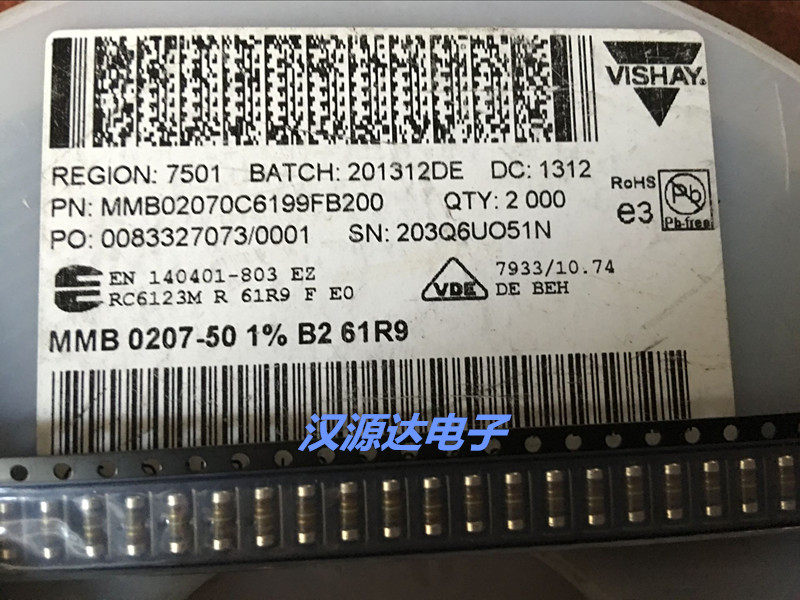 VISHAY.
REGION: 7501 BATCH: 201312DE DC: 1312
PN: MMB02070C6199FB200 QTY: 2 000
PO: 0083327073/0001 SN: 203Q6UO51N
RoHS
e3
Pb
Pb-free
EN 140401-803 EZ
RC6123M R 61R9 F E0
VDE
7933/10.74
DE BEH
MMB 0207-50 1% B2 61R9
汉源达电子